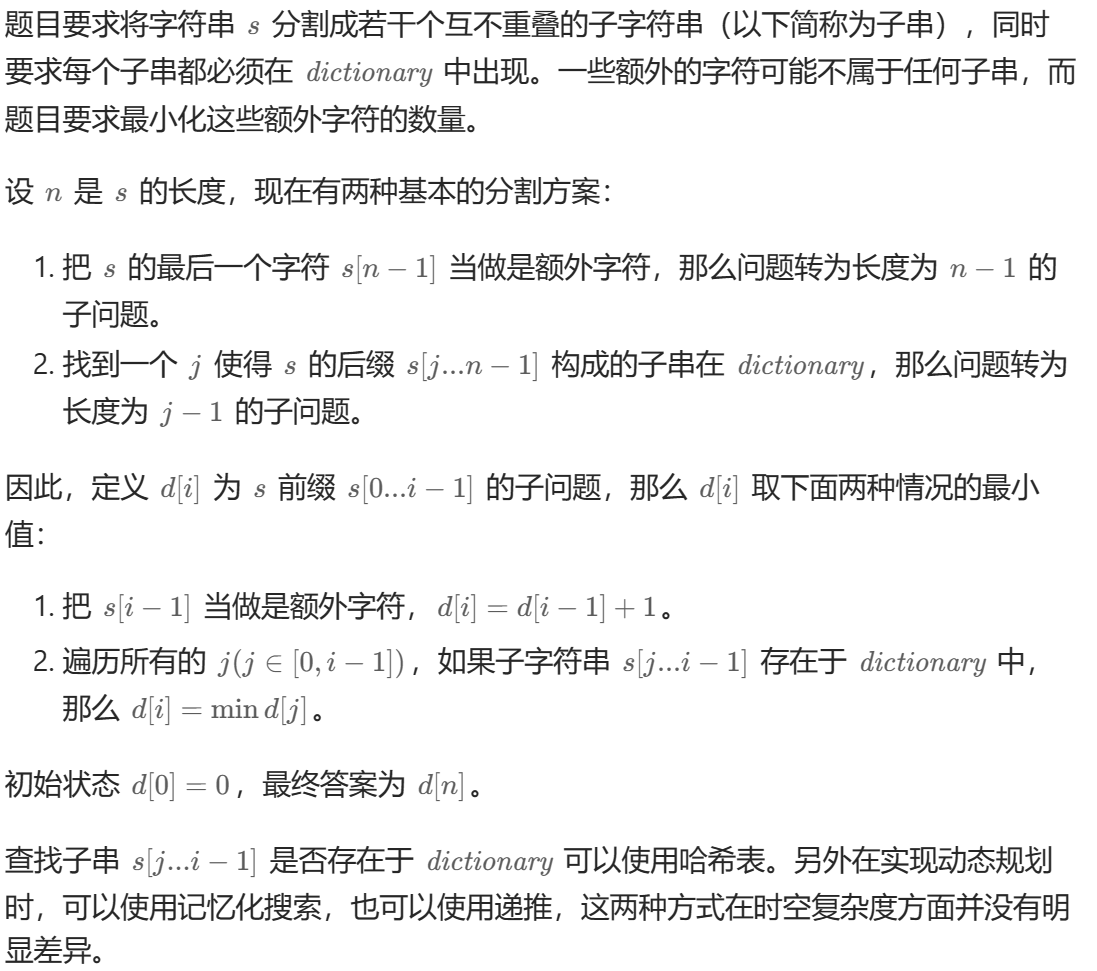 题目要求将字符串 s 分割成若干个互不重叠的子字符串（以下简称为子串），同时
要求每个子串都必须在 dictionary 中出现。一些额外的字符可能不属于任何子串，而
题目要求最小化这些额外字符的数量。
设 n 是 s 的长度，现在有两种基本的分割方案：
1. 把 s 的最后一个字符 s[n − 1] 当做是额外字符，那么问题转为长度为 n − 1 的
子问题。
2. 找到一个 j 使得 s 的后缀 s[j...n − 1] 构成的子串在 dictionary，那么问题转为
长度为 j − 1 的子问题。
因此，定义 d[i] 为 s 前缀 s[0...i − 1] 的子问题，那么 d[i] 取下面两种情况的最小
值：
1. 把 s[i − 1] 当做是额外字符，d[i] = d[i − 1] + 1。
2. 遍历所有的 j(j ∈ [0, i − 1])，如果子字符串 s[j...i − 1] 存在于 dictionary 中，
那么 d[i] = min d[j]。
初始状态 d[0] = 0，最终答案为 d[n]。
查找子串 s[j...i − 1] 是否存在于 dictionary 可以使用哈希表。另外在实现动态规划
时，可以使用记忆化搜索，也可以使用递推，这两种方式在时空复杂度方面并没有明
显差异。